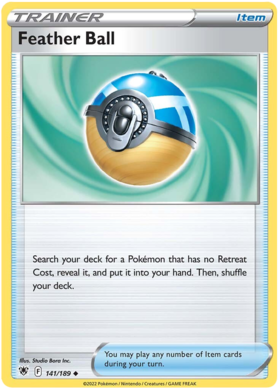 TRAINER Item
Feather Ball
Search your deck for a Pokémon that has no Retreat
Cost, reveal it, and put it into your hand. Then, shuffle
your deck.
Illus. Studio Bora Inc.
F 141/189
You may play any number of Item cards
during your turn.
©2022 Pokémon / Nintendo / Creatures / GAME FREAK